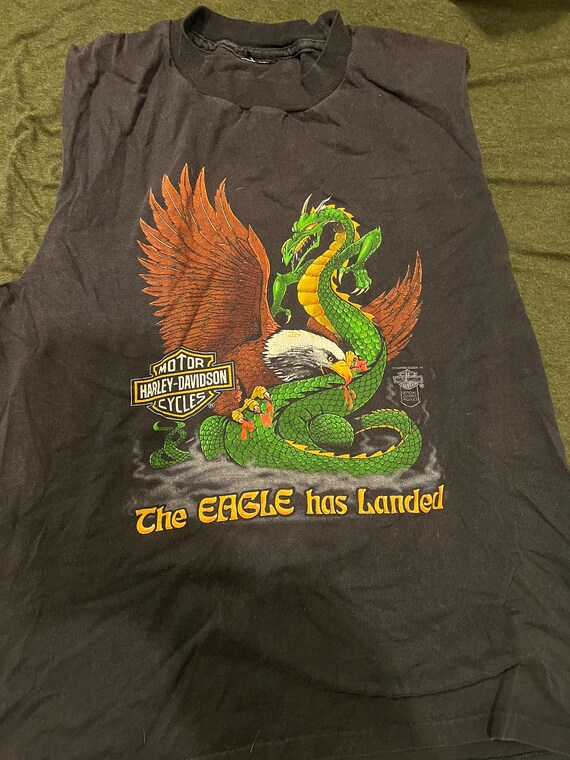 MOTOR
HARLEY-DAVIDSON
CYCLES
The EAGLE has Landed